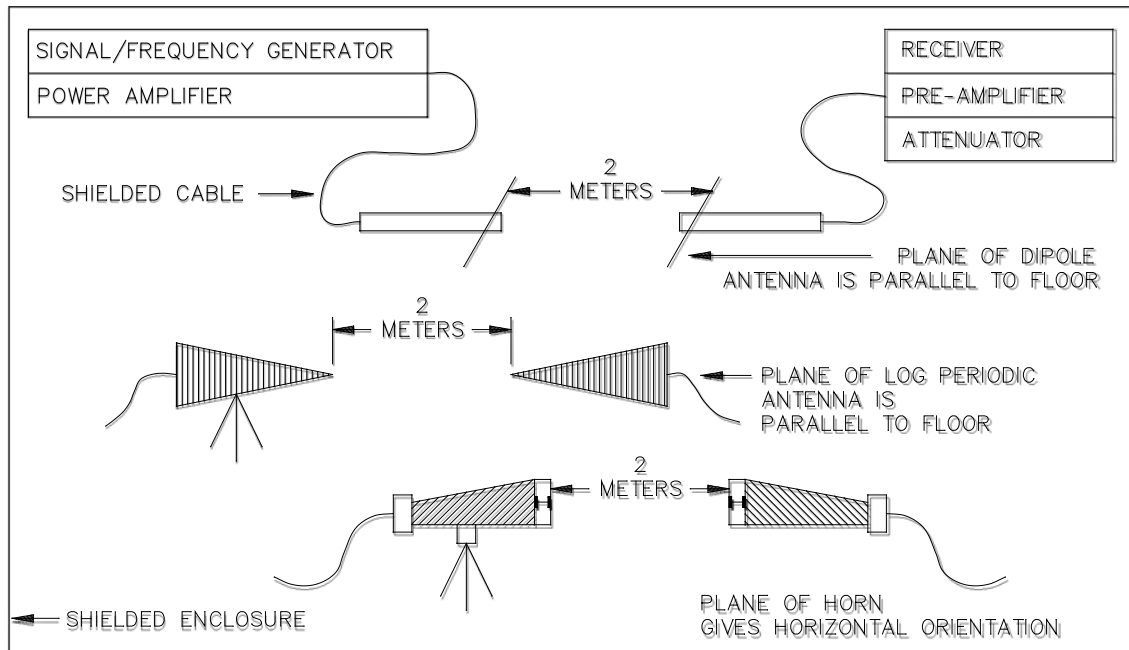 SIGNAL/FREQUENCY GENERATOR
POWER AMPLIFIER
RECEIVER
PRE-AMPLIFIER
ATTENUATOR
SHIELDED CABLE
2
METERS
PLANE OF DIPOLE
ANTENNA IS PARALLEL TO FLOOR
2
METERS
PLANE OF LOG PERIODIC
ANTENNA IS
PARALLEL TO FLOOR
2
METERS
SHIELDED ENCLOSURE
PLANE OF HORN
GIVES HORIZONTAL ORIENTATION